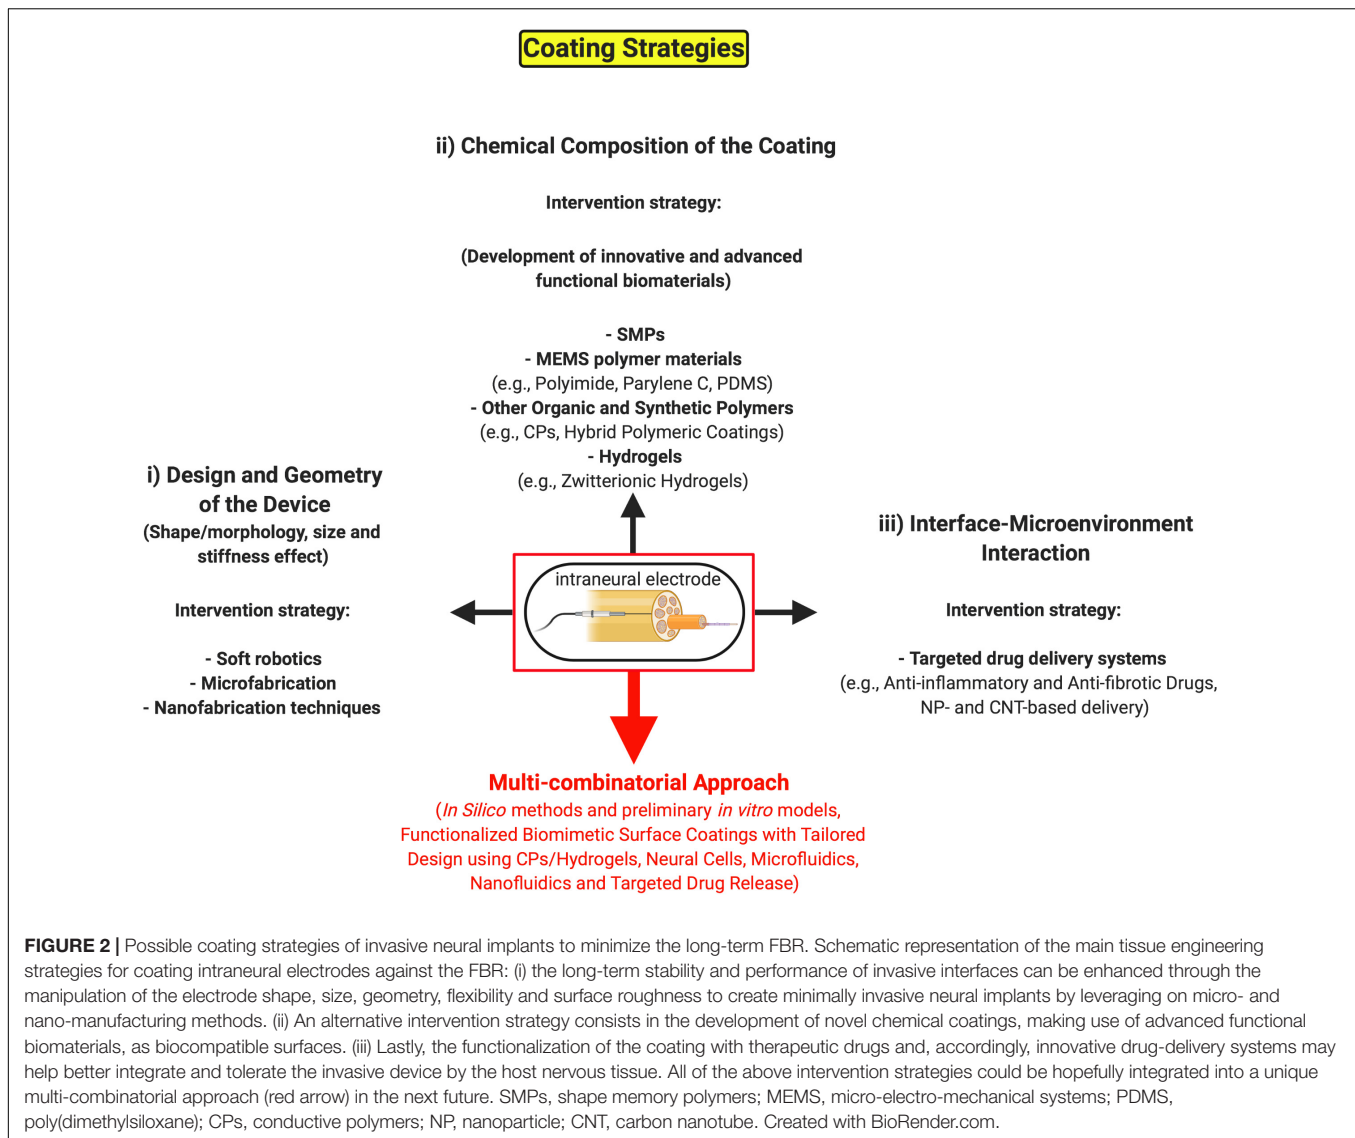 Coating Strategies
ii) Chemical Composition of the Coating
Intervention strategy:
(Development of innovative and advanced
functional biomaterials)
- SMPs
- MEMS polymer materials
(e.g., Polyimide, Parylene C, PDMS)
- Other Organic and Synthetic Polymers
(e.g., CPs, Hybrid Polymeric Coatings)
- Hydrogels
(e.g., Zwitterionic Hydrogels)
i) Design and Geometry
of the Device
(Shape/morphology, size and
stiffness effect)
Intervention strategy:
- Soft robotics
- Microfabrication
- Nanofabrication techniques
intraneural electrode
iii) Interface-Microenvironment
Interaction
Intervention strategy:
- Targeted drug delivery systems
(e.g., Anti-inflammatory and Anti-fibrotic Drugs,
NP- and CNT-based delivery)
Multi-combinatorial Approach
(In Silico methods and preliminary in vitro models,
Functionalized Biomimetic Surface Coatings with Tailored
Design using CPs/Hydrogels, Neural Cells, Microfluidics,
Nanofluidics and Targeted Drug Release)
FIGURE 2 | Possible coating strategies of invasive neural implants to minimize the long-term FBR. Schematic representation of the main tissue engineering
strategies for coating intraneural electrodes against the FBR: (i) the long-term stability and performance of invasive interfaces can be enhanced through the
manipulation of the electrode shape, size, geometry, flexibility and surface roughness to create minimally invasive neural implants by leveraging on micro- and
nano-manufacturing methods. (ii) An alternative intervention strategy consists in the development of novel chemical coatings, making use of advanced functional
biomaterials, as biocompatible surfaces. (iii) Lastly, the functionalization of the coating with therapeutic drugs and, accordingly, innovative drug-delivery systems may
help better integrate and tolerate the invasive device by the host nervous tissue. All of the above intervention strategies could be hopefully integrated into a unique
multi-combinatorial approach (red arrow) in the next future. SMPs, shape memory polymers; MEMS, micro-electro-mechanical systems; PDMS,
poly(dimethylsiloxane); CPs, conductive polymers; NP, nanoparticle; CNT, carbon nanotube. Created with BioRender.com.